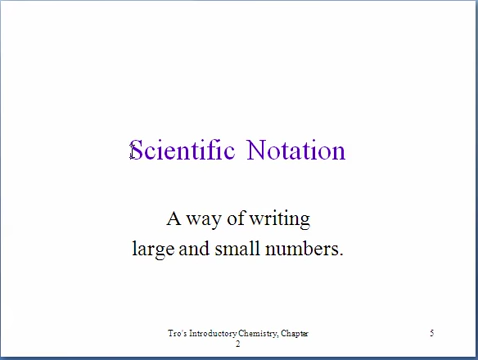 Scientific Notation
A way of writing
large and small numbers.
Tro's Introductory Chemistry, Chapter
2
5